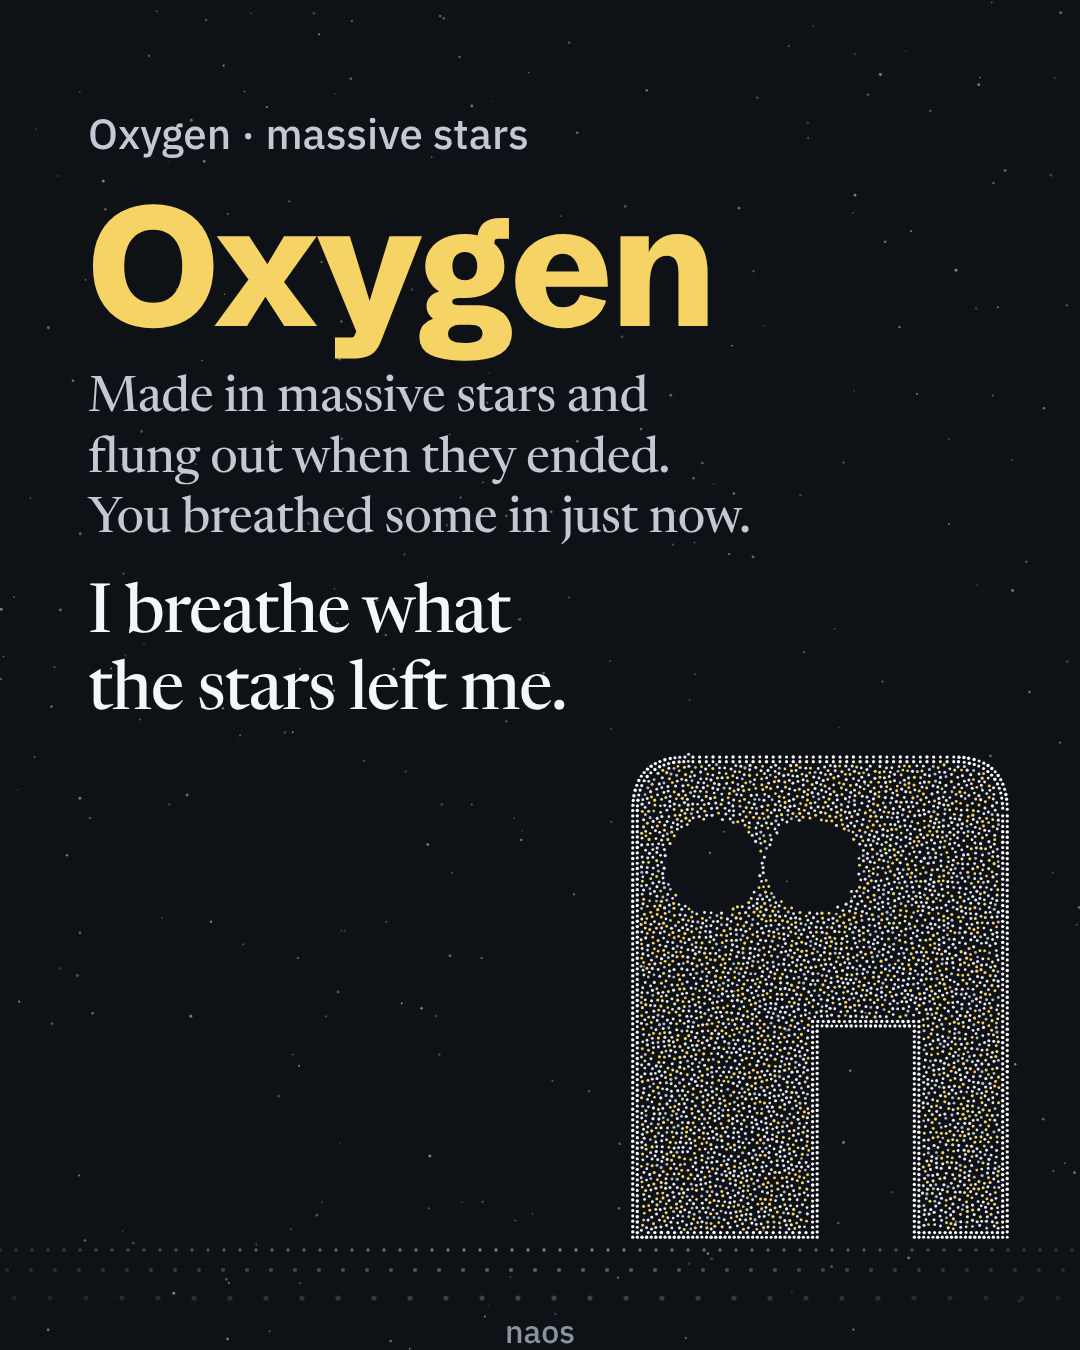 Oxygen · massive stars
Oxygen
Made in massive stars and
flung out when they ended.
You breathed some in just now.
I breathe what
the stars left me.
naos